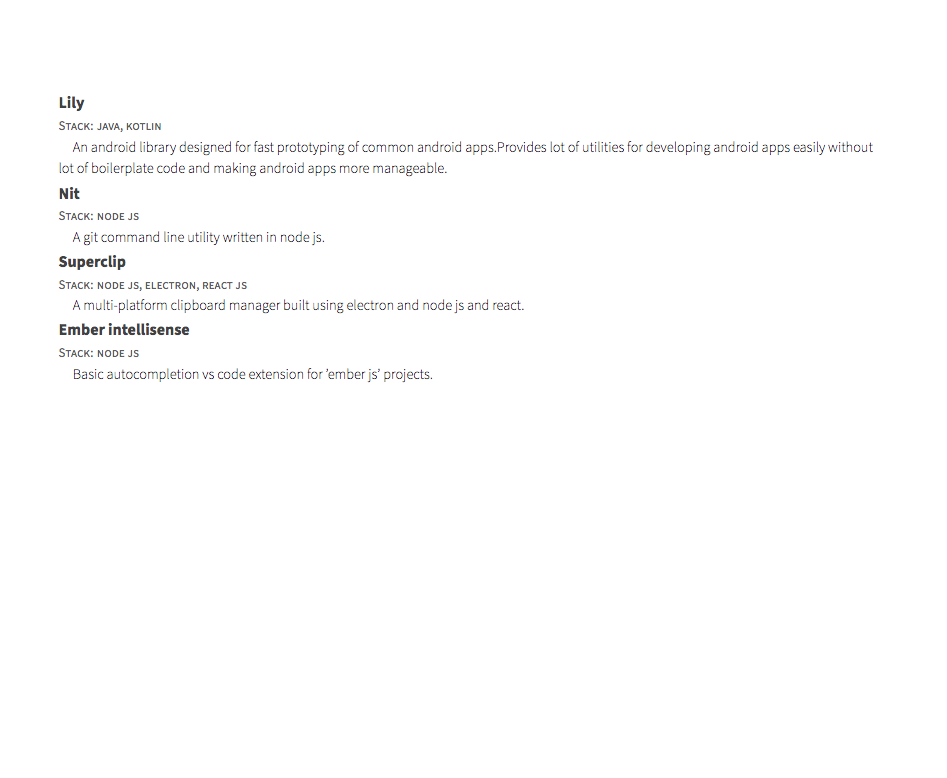 Lily
Stack: java, kotlin
An android library designed for fast prototyping of common android apps.Provides lot of utilities for developing android apps easily without
lot of boilerplate code and making android apps more manageable.
Nit
Stack: node js
A git command line utility written in node js.
Superclip
Stack: node js, electron, react js
A multi-platform clipboard manager built using electron and node js and react.
Ember intellisense
Stack: node js
Basic autocompletion vs code extension for ’ember js’ projects.